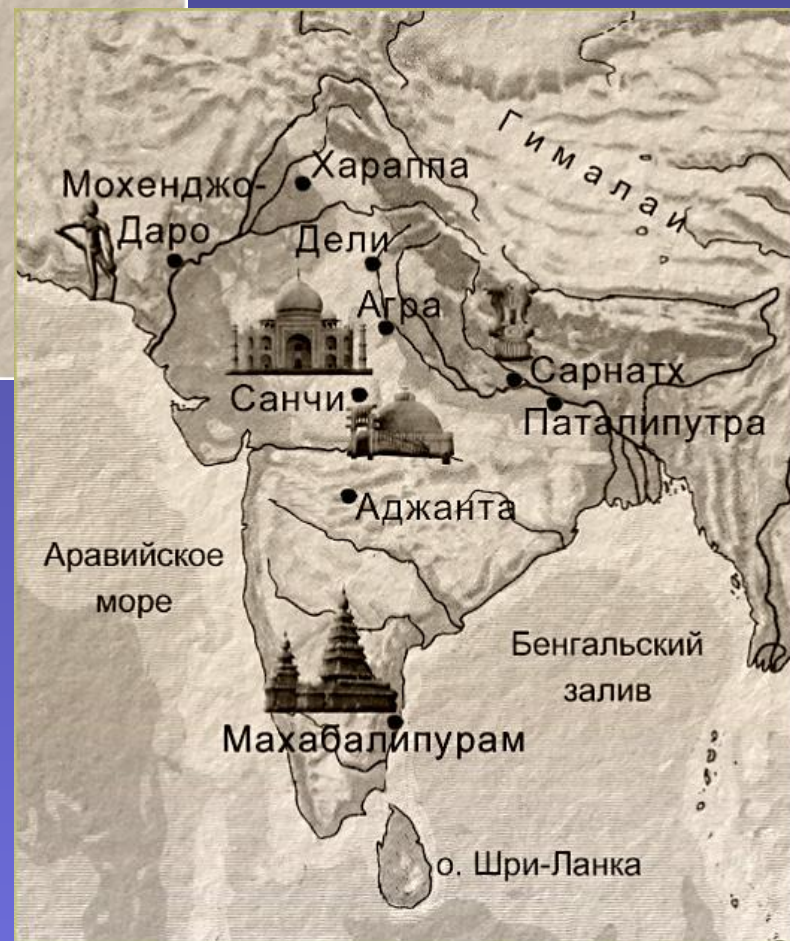 Гималаи
Хараппа
Мохенджо-
Даро
Дели
Агра
Сарнатх
Санчи
Паталипутра
Аджанта
Аравийское
море
Бенгальский
залив
Махабалипурам
о. Шри-Ланка